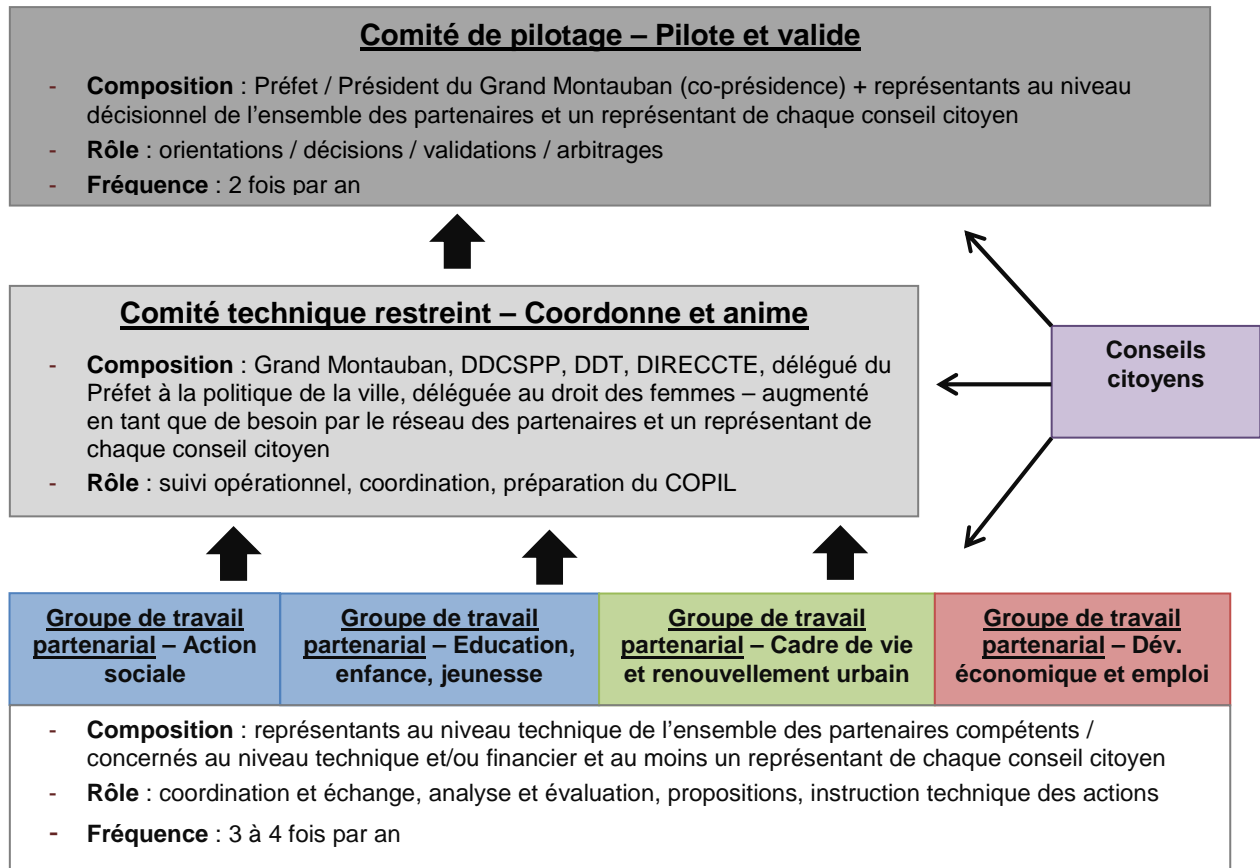 Comité de pilotage – Pilote et valide
- Composition : Préfet / Président du Grand Montauban (co-présidence) + représentants au niveau
décisionnel de l’ensemble des partenaires et un représentant de chaque conseil citoyen
- Rôle : orientations / décisions / validations / arbitrages
- Fréquence : 2 fois par an
Comité technique restreint – Coordonne et anime
- Composition : Grand Montauban, DDCSPP, DDT, DIRECCTE, délégué du
Préfet à la politique de la ville, déléguée au droit des femmes – augmenté
en tant que de besoin par le réseau des partenaires et un représentant de
chaque conseil citoyen
- Rôle : suivi opérationnel, coordination, préparation du COPIL
Conseils
citoyens
Groupe de travail
partenarial – Action
sociale
Groupe de travail
partenarial – Education,
enfance, jeunesse
Groupe de travail
partenarial – Cadre de vie
et renouvellement urbain
Groupe de travail
partenarial – Dév.
économique et emploi
- Composition : représentants au niveau technique de l’ensemble des partenaires compétents /
concernés au niveau technique et/ou financier et au moins un représentant de chaque conseil citoyen
- Rôle : coordination et échange, analyse et évaluation, propositions, instruction technique des actions
- Fréquence : 3 à 4 fois par an